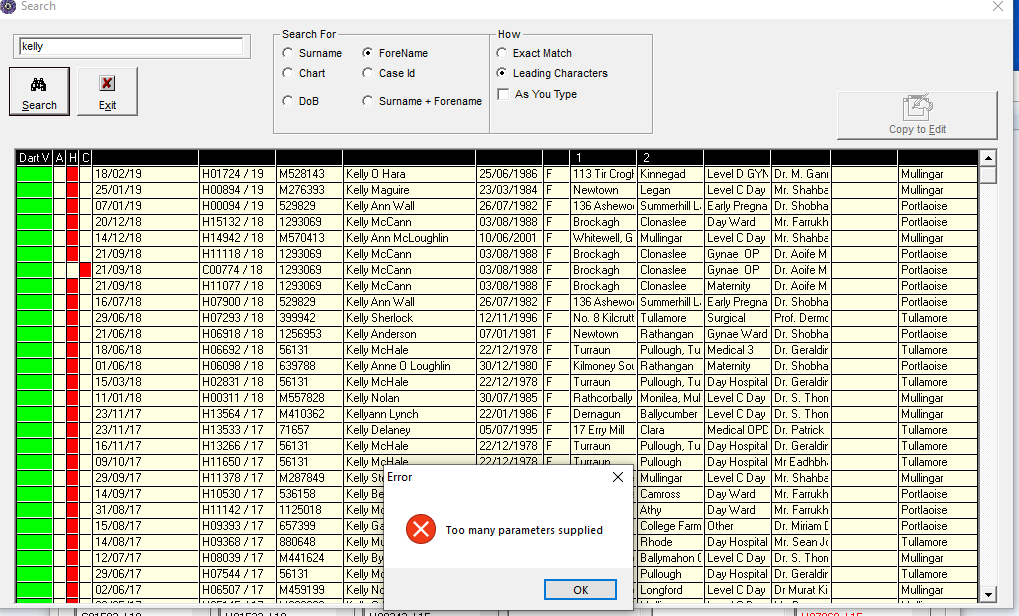 Search
kelly
Search For
How
Surname ForeName Exact Match
Chart Case Id Leading Characters
As You Type
DoB Surname + Forename
Search Exit
Copy to Edit
Dart V A H C 1 2
18/02/19 H01724 / 19 M528143 Kelly O Hara 25/06/1986 F 113 Tir Crogh Kinnegad Level D GYN Dr. M. Gann Mullingar
25/01/19 H00894 / 19 M276393 Kelly Maguire 23/03/1984 F Newtown Legan Level C Day Mr. Shahba Mullingar
07/01/19 H00094 / 19 529829 Kelly Ann Wall 26/07/1982 F 136 Ashewoo Summerhill L Early Pregna Dr. Shobha Portlaoise
20/12/18 H15132 / 18 1293069 Kelly McCann 03/08/1988 F Brockagh Clonaslee Day Ward Mr. Farrukh Portlaoise
14/12/18 H14942 / 18 M570413 Kelly Ann McLoughlin 10/06/2001 F Whitewell, G Mullingar Level C Day Mr. Shahba Mullingar
21/09/18 H11118 / 18 1293069 Kelly McCann 03/08/1988 F Brockagh Clonaslee Gynae OP Dr. Aoife M Portlaoise
21/09/18 C00774 / 18 1293069 Kelly McCann 03/08/1988 F Brockagh Clonaslee Gynae OP Dr. Aoife M Portlaoise
21/09/18 H11077 / 18 1293069 Kelly McCann 03/08/1988 F Brockagh Clonaslee Maternity Dr. Aoife M Portlaoise
16/07/18 H07900 / 18 529829 Kelly Ann Wall 26/07/1982 F 136 Ashewoo Summerhill L Early Pregna Dr. Shobha Portlaoise
29/06/18 H07293 / 18 399942 Kelly Sherlock 12/11/1996 F No. 8 Kilcrutt Tullamore Surgical Prof. Dermo Tullamore
21/06/18 H06918 / 18 1256953 Kelly Anderson 07/01/1981 F Newtown Rathangan Gynae Ward Dr. Shobha Portlaoise
18/06/18 H06692 / 18 56131 Kelly McHale 22/12/1978 F Turraun Pullough, Tu Medical 3 Dr. Geraldir Tullamore
01/06/18 H06098 / 18 639788 Kelly Anne O Loughlin 30/12/1980 F Kilmoney Sou Rathangan Maternity Dr. Shobha Portlaoise
15/03/18 H02831 / 18 56131 Kelly McHale 22/12/1978 F Turraun Pullough, Tu Day Hospital Dr. Geraldir Tullamore
11/01/18 H00311 / 18 M557828 Kelly Nolan 30/07/1985 F Rathcorbally Monilea, Mul Level C Day Dr. S. Thon Mullingar
23/11/17 H13564 / 17 M410362 Kellyann Lynch 22/01/1986 F Dernagun Ballycumber Level C Day Dr. S. Thon Mullingar
23/11/17 H13533 / 17 71657 Kelly Delaney 05/07/1995 F 17 Erry Mill Clara Medical OPD Dr. Patrick Tullamore
16/11/17 H13266 / 17 56131 Kelly McHale 22/12/1978 F Turraun Pullough, Tu Day Hospital Dr. Geraldir Tullamore
09/10/17 H11650 / 17 56131 Kelly McHale 22/12/1978 F Turraun Pullough Day Hospital Mr Eadhbha Tullamore
29/09/17 H11378 / 17 M287849 Kelly Ste Mullingar Level C Day Mr. Shahba Mullingar
14/09/17 H10530 / 17 536158 Kelly Be Camross Day Ward Mr. Farrukh Portlaoise
31/08/17 H11142 / 17 1125018 Kelly Mc Athy Day Ward Mr. Farrukh Portlaoise
15/08/17 H09393 / 17 657399 Kelly Ga College Farm Other Dr. Miriam D Portlaoise
14/08/17 H09368 / 17 880648 Kelly Mu Rhode Day Hospital Mr. Sean Jo Tullamore
12/07/17 H08039 / 17 M441624 Kelly By Ballymahon C Level C Day Dr. S. Thon Mullingar
29/06/17 H07544 / 17 56131 Kelly Mc Pullough Day Hospital Dr. Geraldir Tullamore
02/06/17 H06507 / 17 M459199 Kelly Longford Level C Day Dr Murat Ki Mullingar
Error
Too many parameters supplied
OK